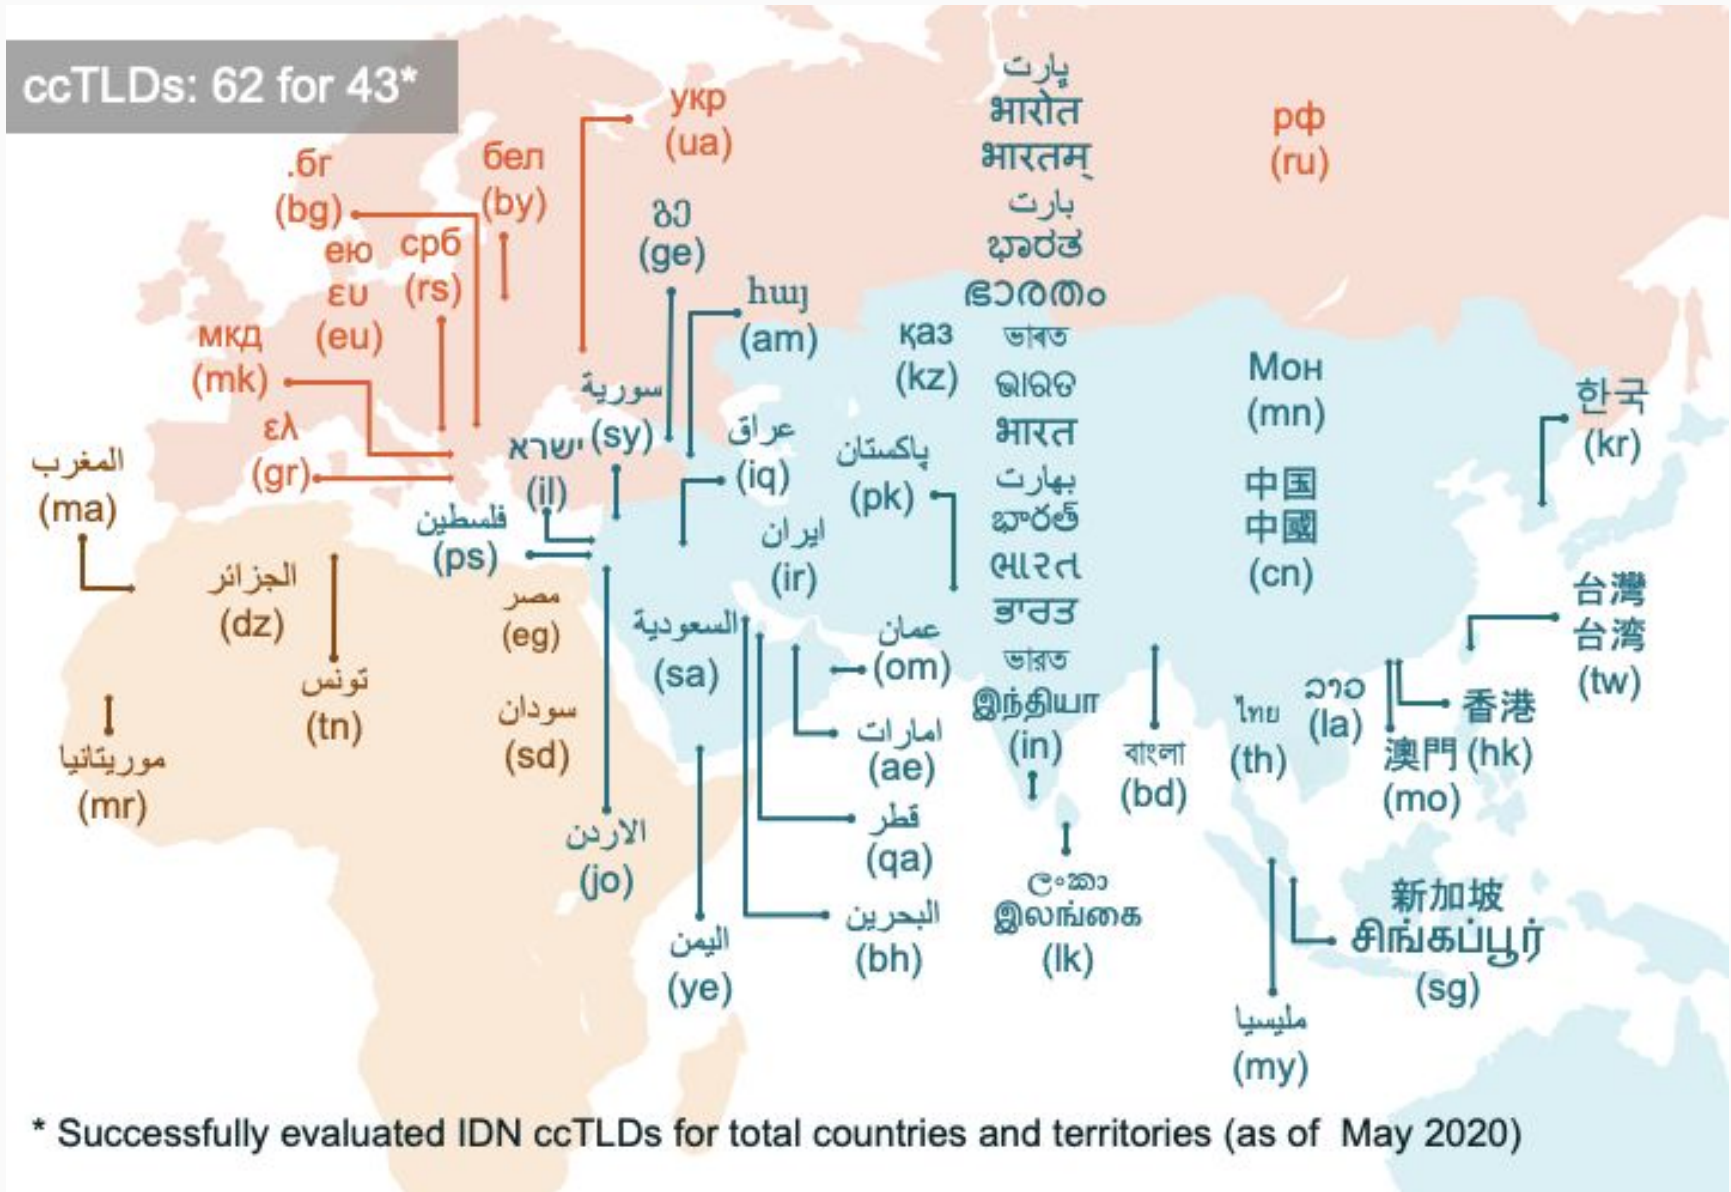 ccTLDs: 62 for 43*
укр
(ua)
.бг
(bg)
бел
(by)
ею
ευ
(eu)
срб
(rs)
мкд
(mk)
ελ
(gr)
рф
(ru)
გე
(ge)
հայ
(am)
қаз
(kz)
ڀارت
भारोत
भारतम्
بارت
ಭಾರತ
ഭാരതം
ভাৰত
ଭାରତ
भारत
بھارت
భారత్
ભારત
ਭਾਰਤ
ভারত
இந்தியா
(in)
Мон
(mn)
한국
(kr)
سورية
(sy)
ישרא
(il)
عراق
(iq)
پاکستان
(pk)
المغرب
(ma)
فلسطين
(ps)
ایران
(ir)
中国
中國
(cn)
الجزائر
(dz)
مصر
(eg)
السعودية
(sa)
عمان
(om)
台灣
台湾
(tw)
تونس
(tn)
سودان
(sd)
امارات
(ae)
বাংলা
(bd)
ไทย
(th)
ລາວ
(la)
香港
(hk)
澳門
(mo)
موريتانيا
(mr)
الاردن
(jo)
قطر
(qa)
البحرين
(bh)
اليمن
(ye)
ලංකා
இலங்கை
(lk)
新加坡
சிங்கப்பூர்
(sg)
مليسيا
(my)
* Successfully evaluated IDN ccTLDs for total countries and territories (as of May 2020)